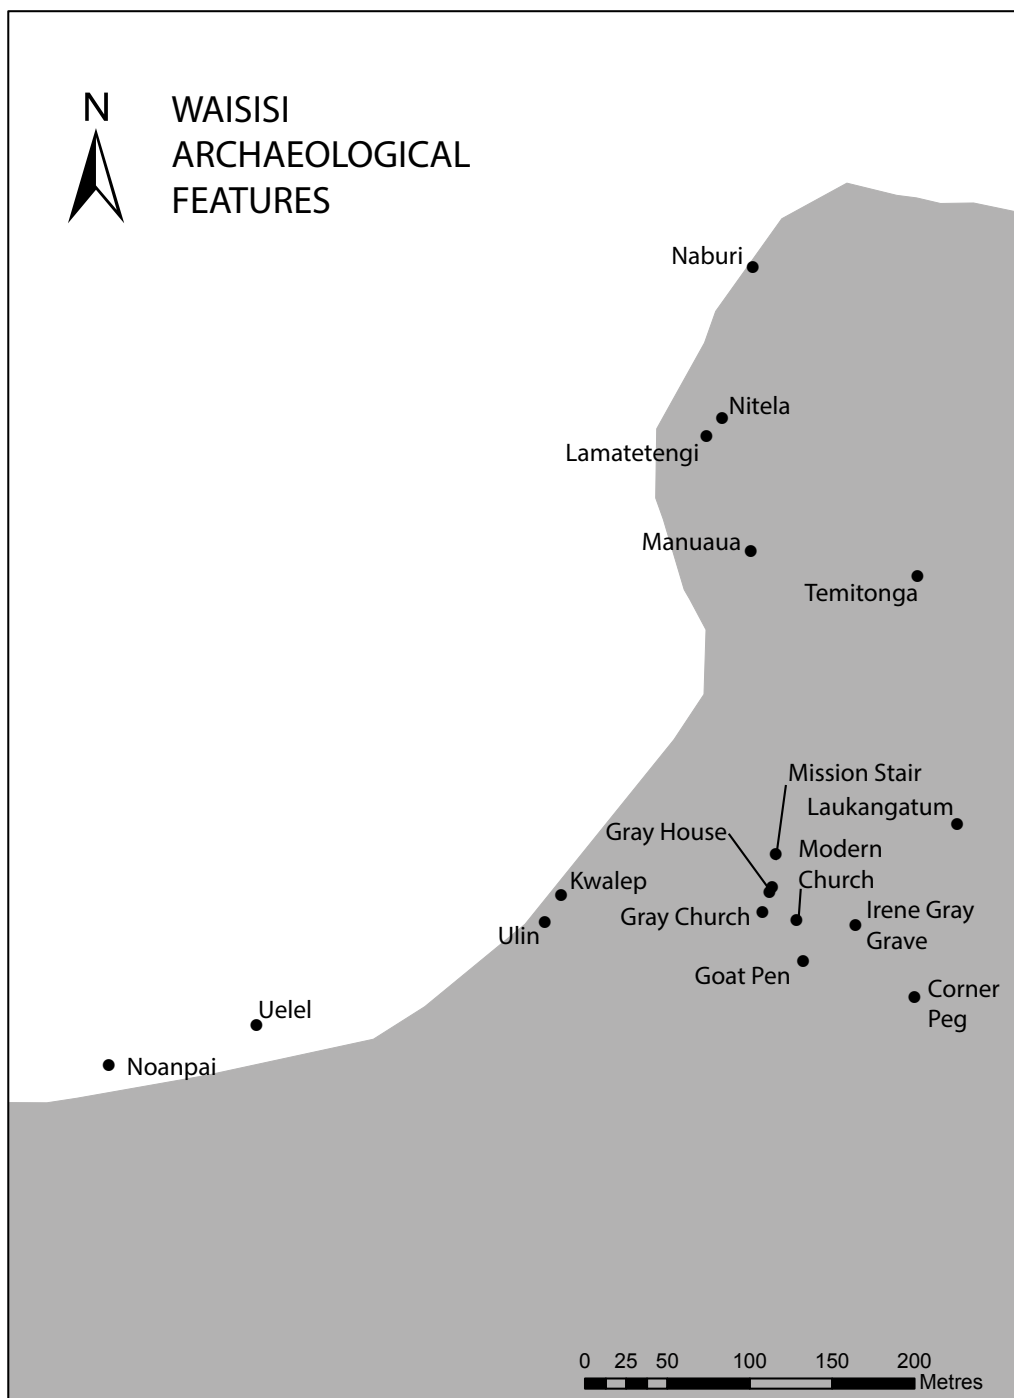 N
WAISISI
ARCHAEOLOGICAL
FEATURES
Naburi
Nitela
Lamatetengi
Manuaua
Temitonga
Mission Stair
Laukangatum
Gray House
Modern
Church
Kwalep
Gray Church
Irene Gray
Grave
Ulin
Goat Pen
Corner
Peg
Uelel
Noanpai
0 25 50 100 150 200
Metres